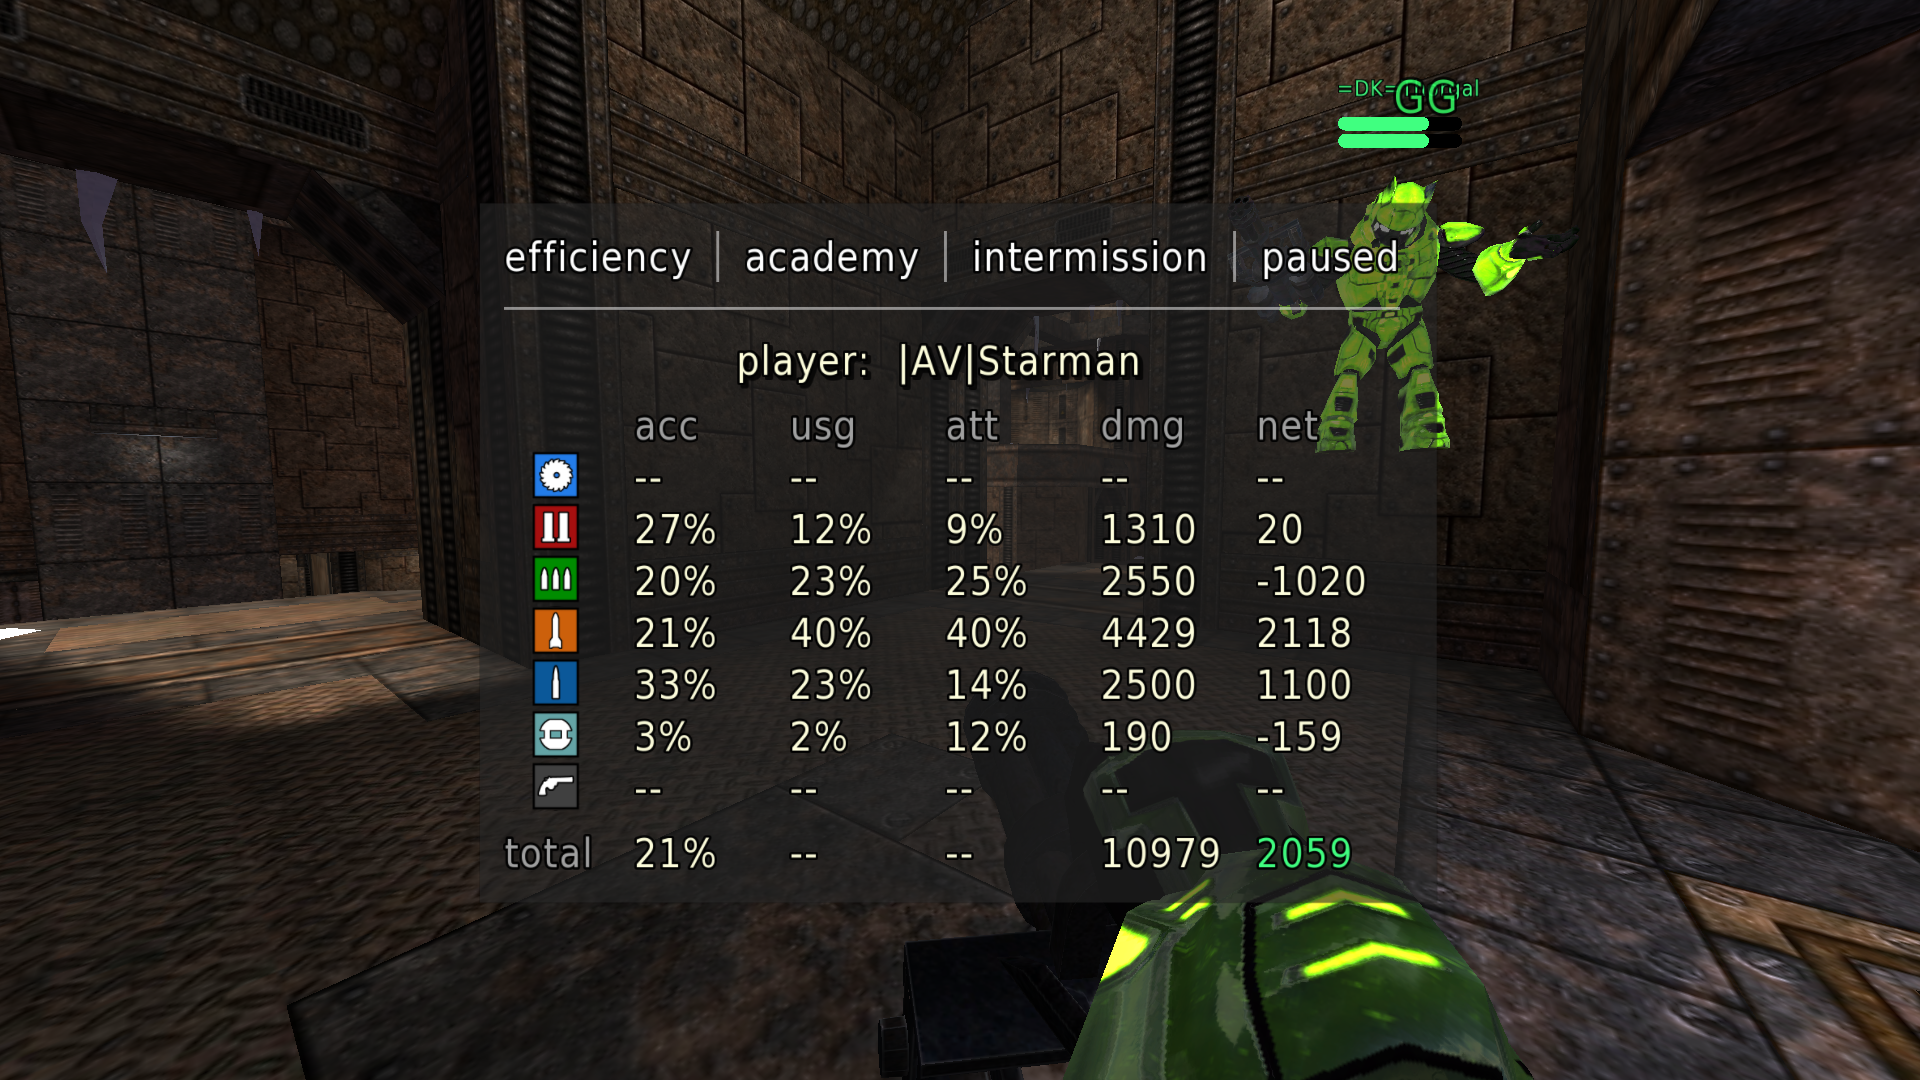 =DK= gal
GG
efficiency | academy | intermission | paused
player: |AV|Starman
acc usg att dmg net
-- -- -- -- --
27% 12% 9% 1310 20
20% 23% 25% 2550 -1020
21% 40% 40% 4429 2118
33% 23% 14% 2500 1100
3% 2% 12% 190 -159
-- -- -- -- --
total 21% -- -- 10979 2059